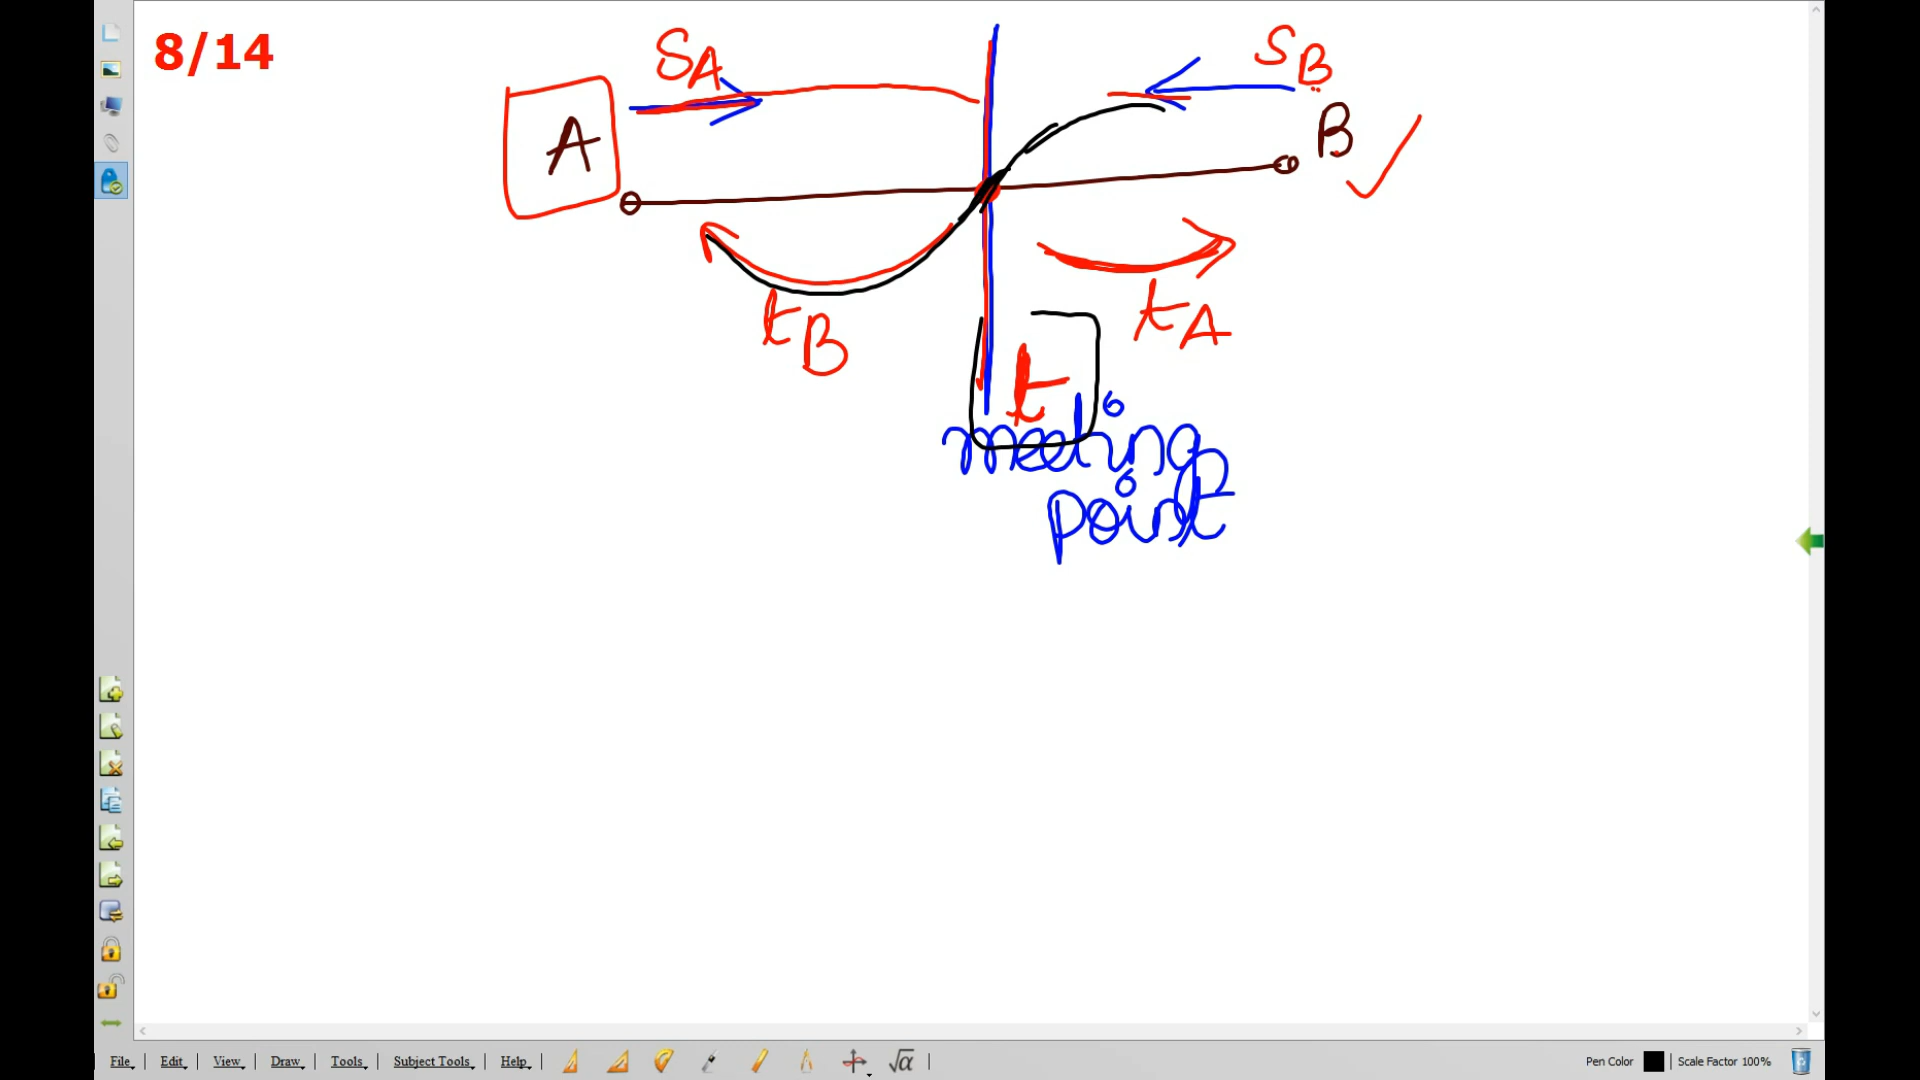 8/14
SA
SB
A
B
tB
tA
t
meeting
point
File
Edit
View
Draw
Tools
Subject Tools
Help
√α
Pen Color
Scale Factor 100%